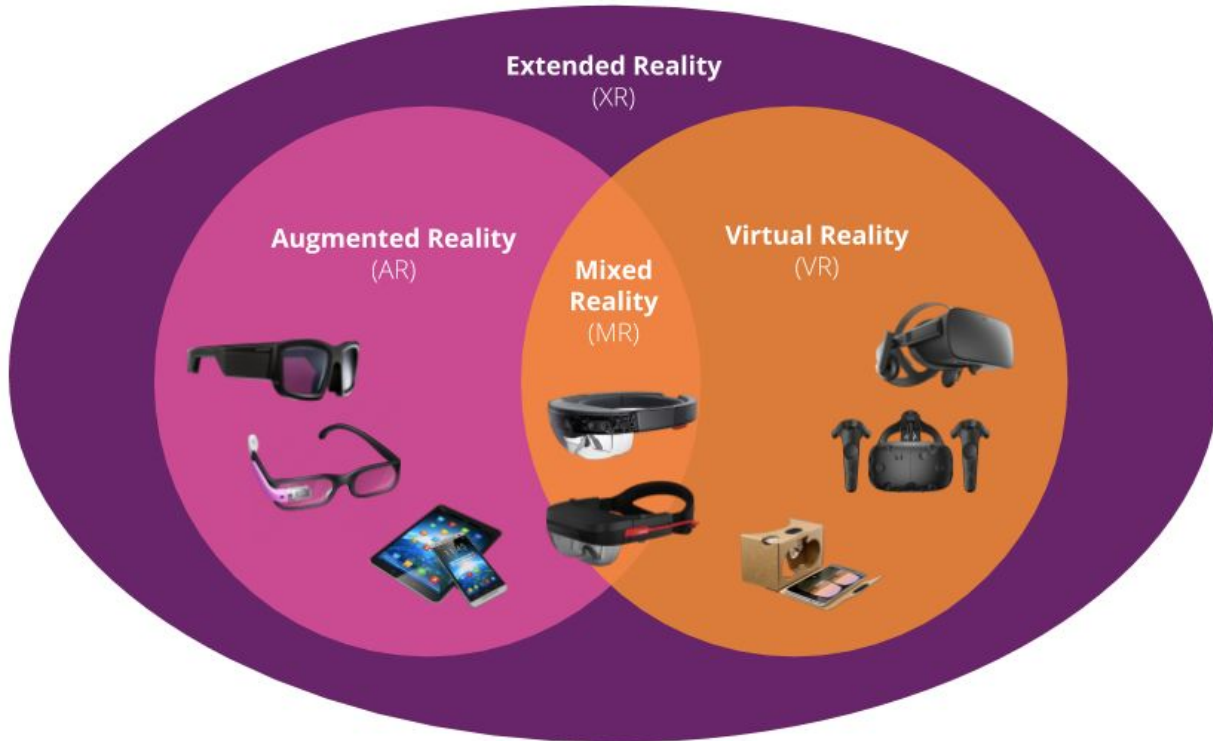 Extended Reality
(XR)
Augmented Reality
(AR)
Mixed
Reality
(MR)
Virtual Reality
(VR)